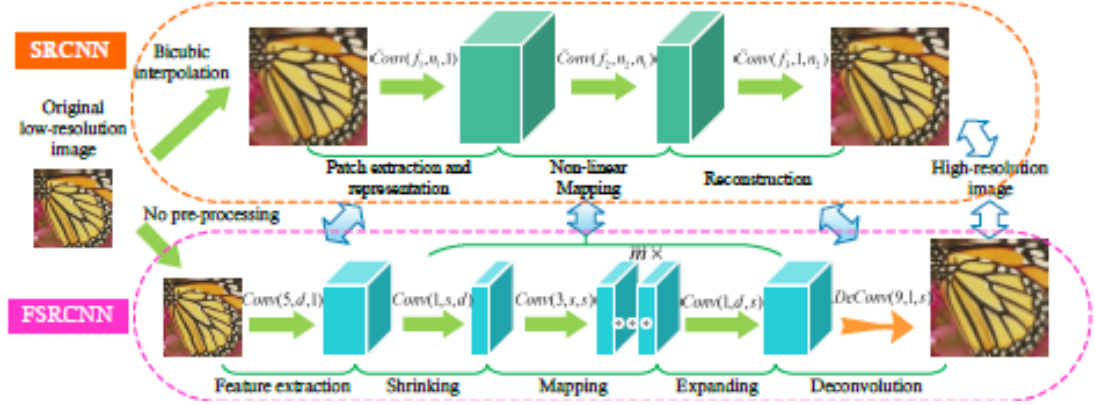 SRCNN
Bicubic
interpolation
Original
low-resolution
image
Conv(f₁,n₁,1)
Conv(f₂,n₂,n₁)
Conv(f₃,1,n₂)
Patch extraction and
representation
Non-linear
Mapping
Reconstruction
High-resolution
image
No pre-processing
FSRCNN
m×
Conv(5,d,1)
Conv(1,s,d)
Conv(3,s,s)
Conv(1,d,s)
DeConv(9,1,s)
Feature extraction
Shrinking
Mapping
Expanding
Deconvolution